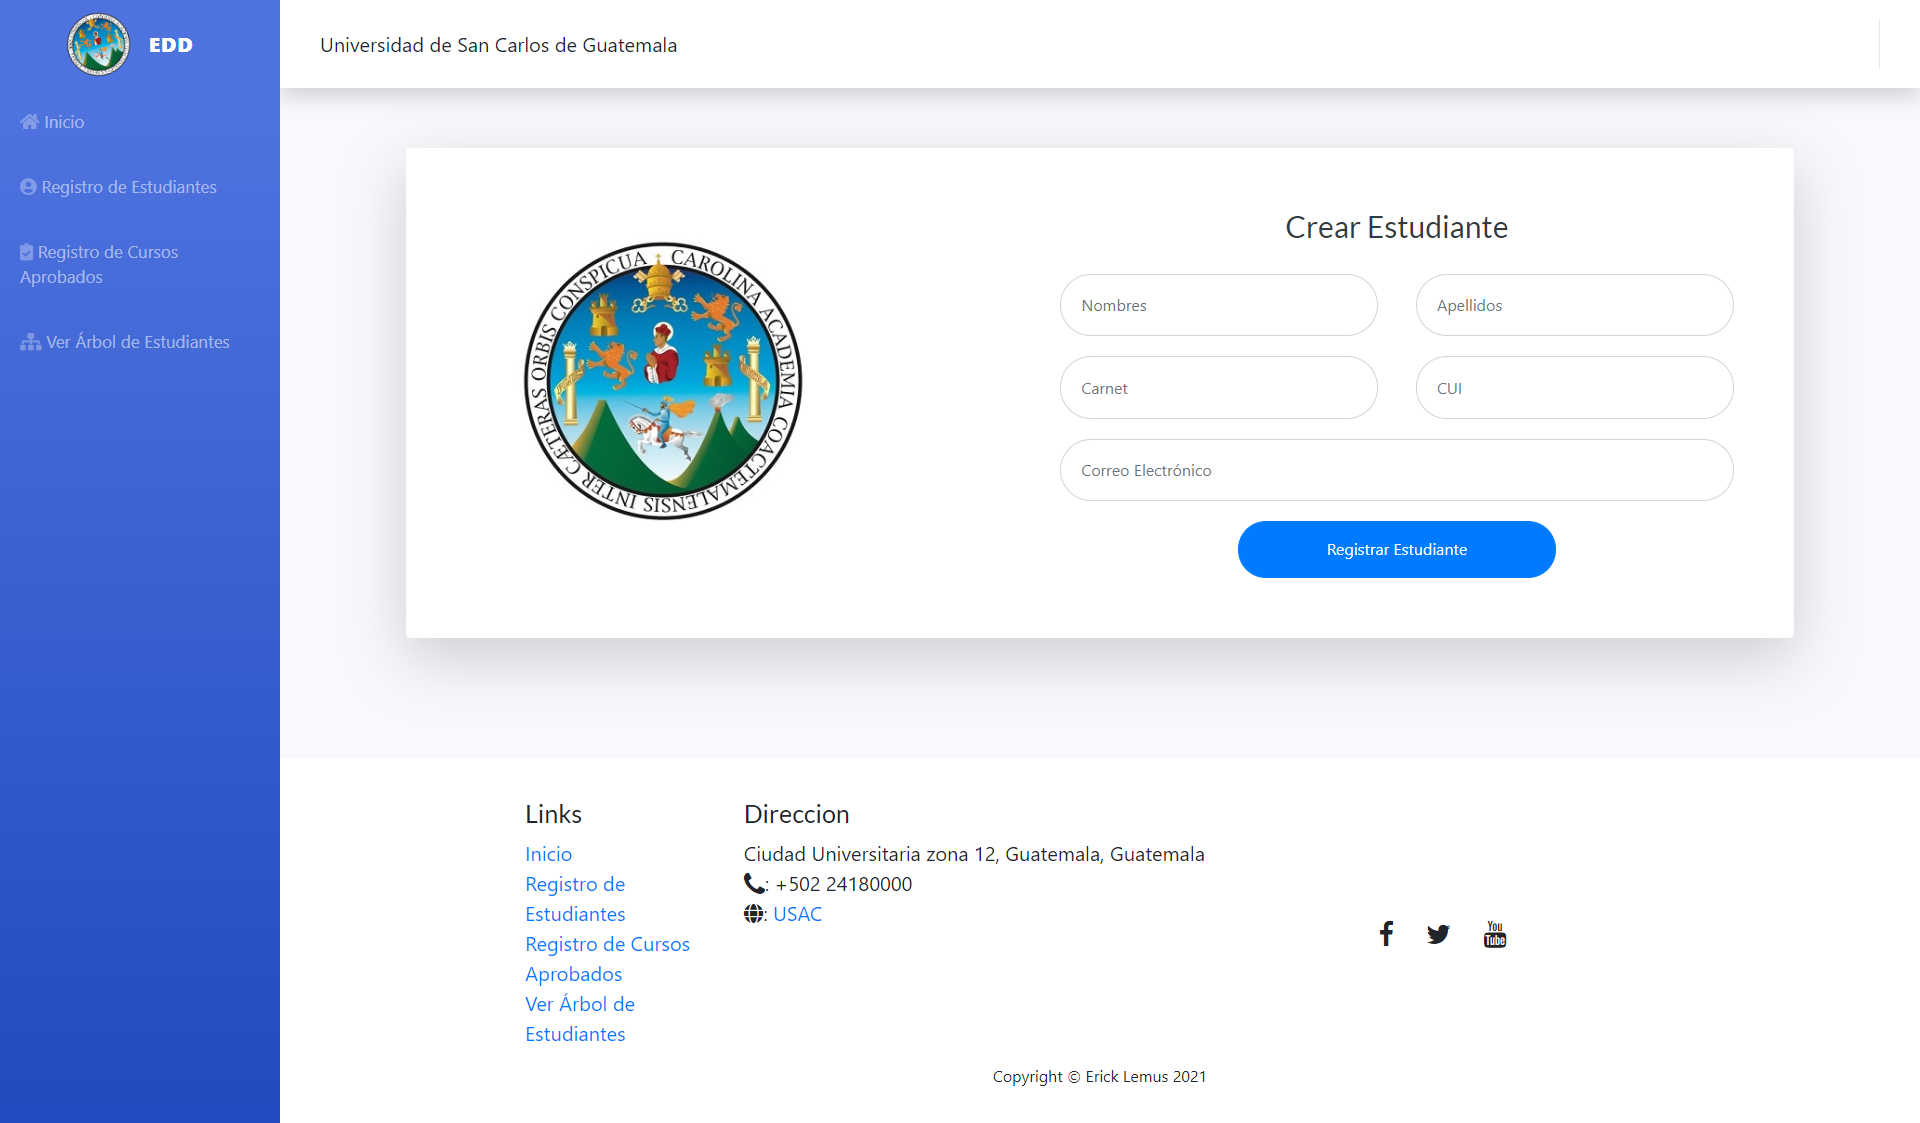 EDD
Universidad de San Carlos de Guatemala
Inicio
Registro de Estudiantes
Registro de Cursos
Aprobados
Ver Árbol de Estudiantes
CAROLINA ACADEMIA COACTEMALENSIS INTER CÆTERAS ORBIS CONSPICUA
Crear Estudiante
Nombres
Apellidos
Carnet
CUI
Correo Electrónico
Registrar Estudiante
Links
Inicio
Registro de
Estudiantes
Registro de Cursos
Aprobados
Ver Árbol de
Estudiantes
Direccion
Ciudad Universitaria zona 12, Guatemala, Guatemala
: +502 24180000
: USAC
You
Tube
Copyright © Erick Lemus 2021